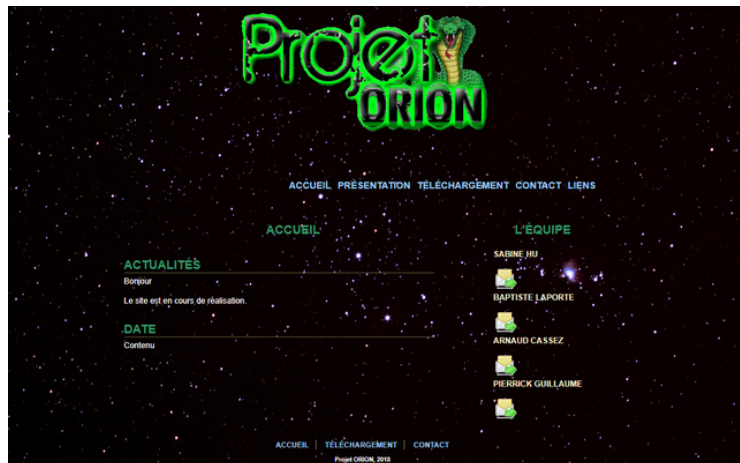 Projet
ORION
ACCUEIL PRÉSENTATION TÉLÉCHARGEMENT CONTACT LIENS
ACCUEIL
ACTUALITÉS
Bonjour
Le site est en cours de réalisation.
DATE
Contenu
L'ÉQUIPE
SABINE HU
BAPTISTE LAPORTE
ARNAUD CASSEZ
PIERRICK GUILLAUME
ACCUEIL | TÉLÉCHARGEMENT | CONTACT
Projet ORION, 2010